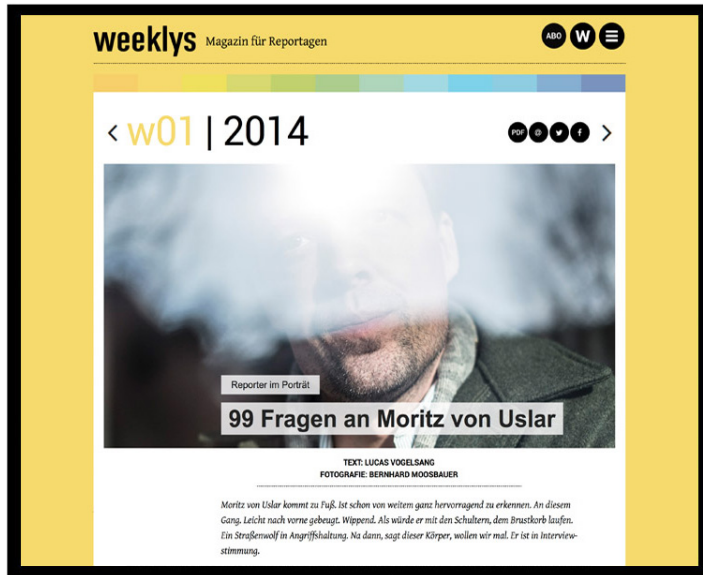 weeklys Magazin für Reportagen
ABO W
w01 | 2014
PDF @
Reporter im Porträt
99 Fragen an Moritz von Uslar
TEXT: LUCAS VOGELSANG
FOTOGRAFIE: BERNHARD MOOSBAUER
Moritz von Uslar kommt zu Fuß. Ist schon von weitem ganz hervorragend zu erkennen. An diesem
Gang. Leicht nach vorne gebeugt. Wippend. Als würde er mit den Schultern, dem Brustkorb laufen.
Ein Straßenwolf in Angriffshaltung. Na dann, sagt dieser Körper, wollen wir mal. Er ist in Interview-
stimmung.